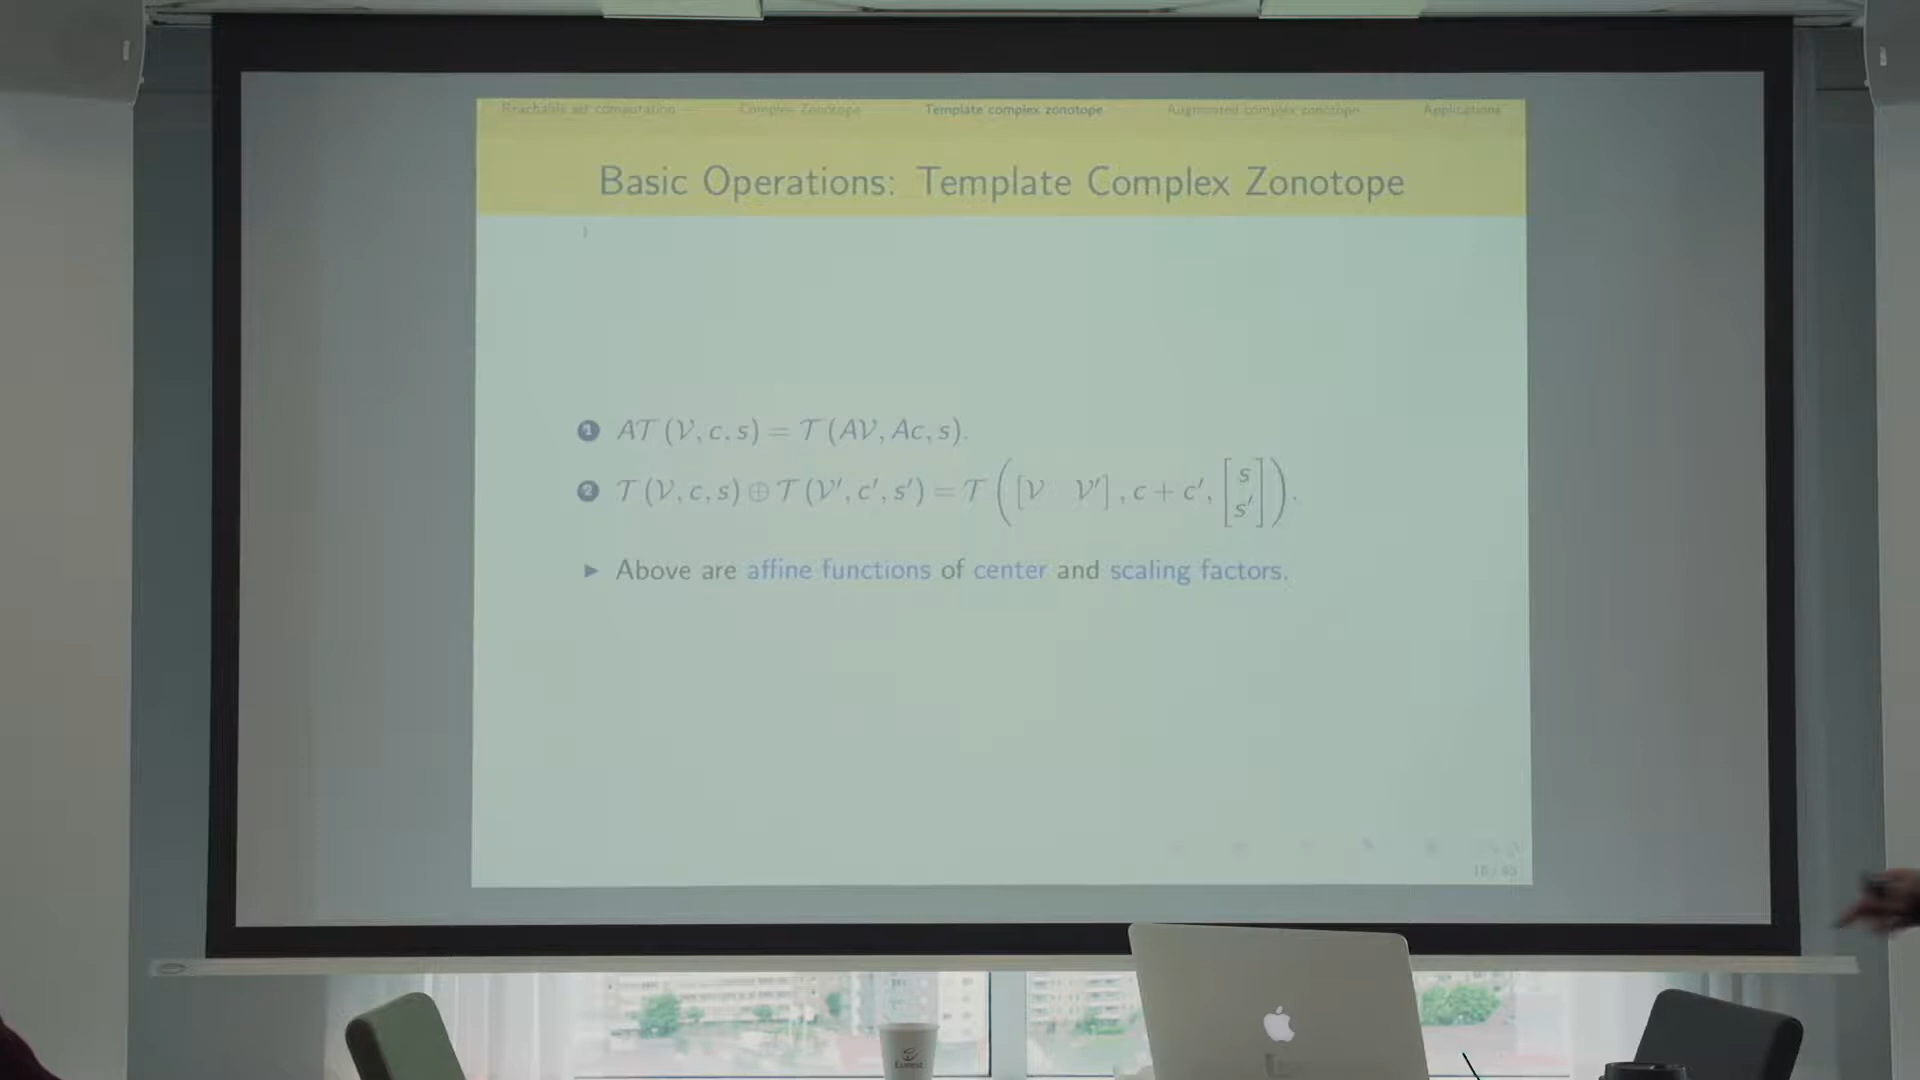 Reachable set computation Complex Zonotope Template complex zonotope Augmented complex zonotope Applications
Basic Operations: Template Complex Zonotope
1 A𝒯(𝒱, c, s) = 𝒯(A𝒱, Ac, s).
2 𝒯(𝒱, c, s) ⊕ 𝒯(𝒱′, c′, s′) = 𝒯([𝒱 𝒱′], c + c′, [s s′]).
▶ Above are affine functions of center and scaling factors.